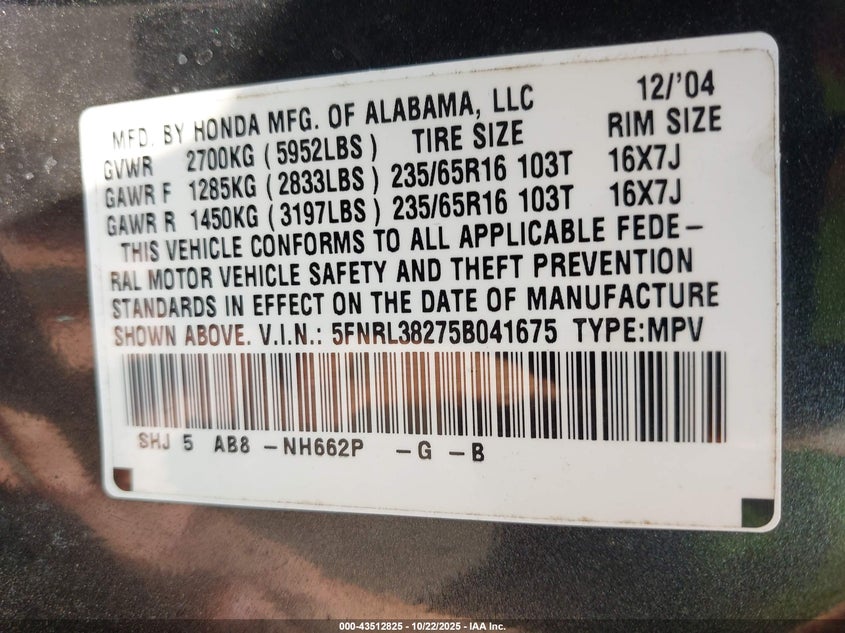 12/'04
MFD. BY HONDA MFG. OF ALABAMA, LLC
GVWR 2700KG (5952LBS) TIRE SIZE RIM SIZE
GAWR F 1285KG (2833LBS) 235/65R16 103T 16X7J
GAWR R 1450KG (3197LBS) 235/65R16 103T 16X7J
THIS VEHICLE CONFORMS TO ALL APPLICABLE FEDE-
RAL MOTOR VEHICLE SAFETY AND THEFT PREVENTION
STANDARDS IN EFFECT ON THE DATE OF MANUFACTURE
SHOWN ABOVE. V.I.N.: 5FNRL38275B041675 TYPE:MPV
SHJ 5 AB8 -NH662P -G -B
000-43512825 | 10/22/2025 | IAA Inc.